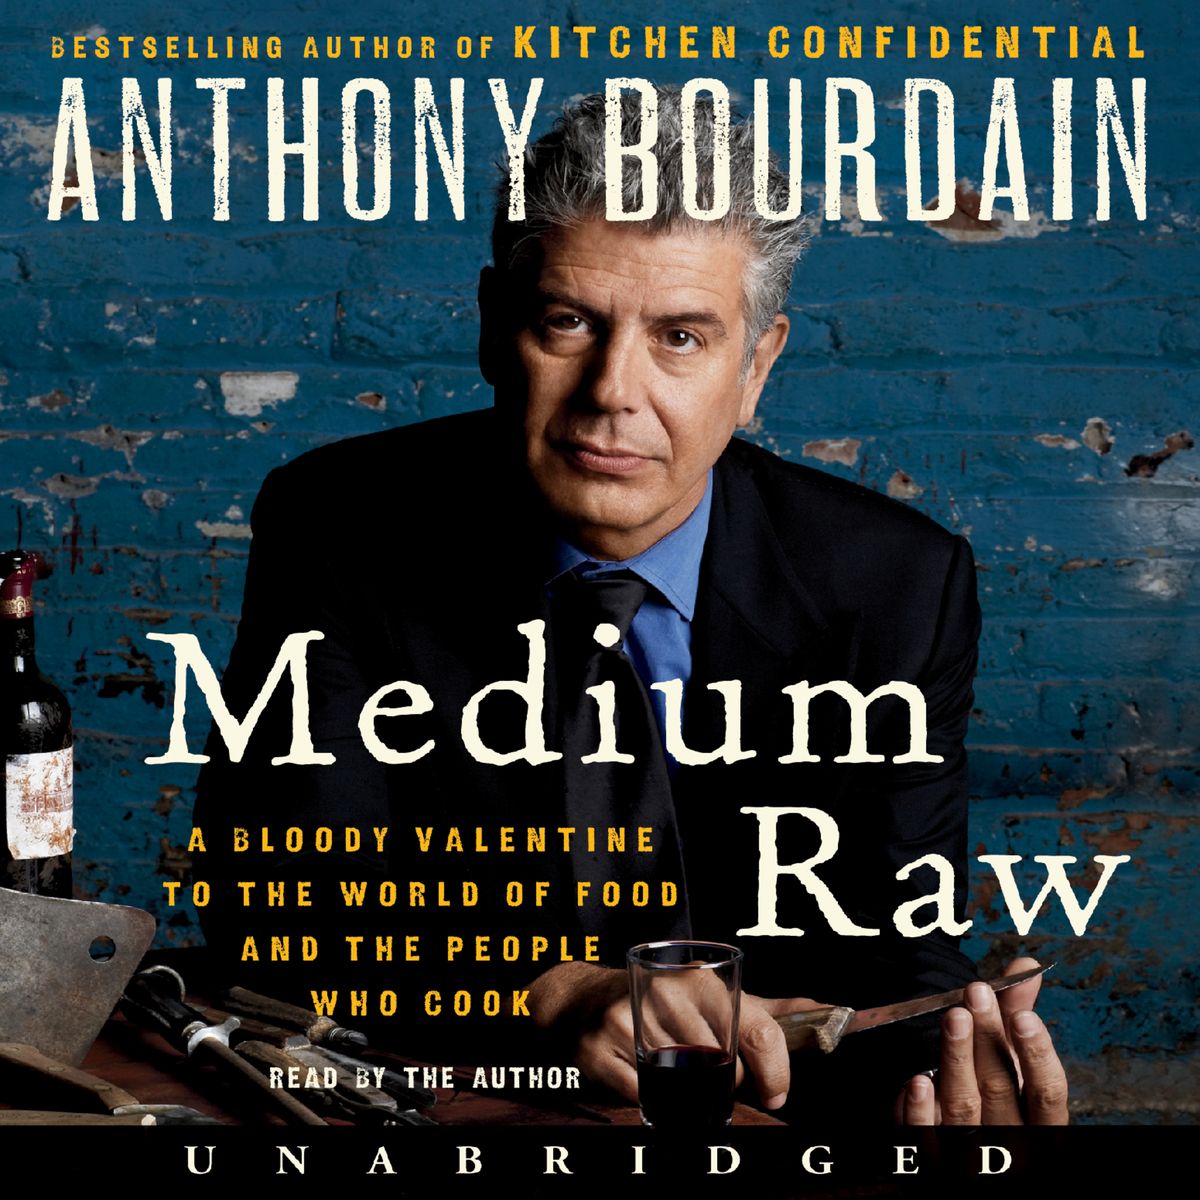 BESTSELLING AUTHOR OF KITCHEN CONFIDENTIAL
ANTHONY BOURDAIN
Medium
Raw
A BLOODY VALENTINE
TO THE WORLD OF FOOD
AND THE PEOPLE
WHO COOK
READ BY THE AUTHOR
UNABRIDGED